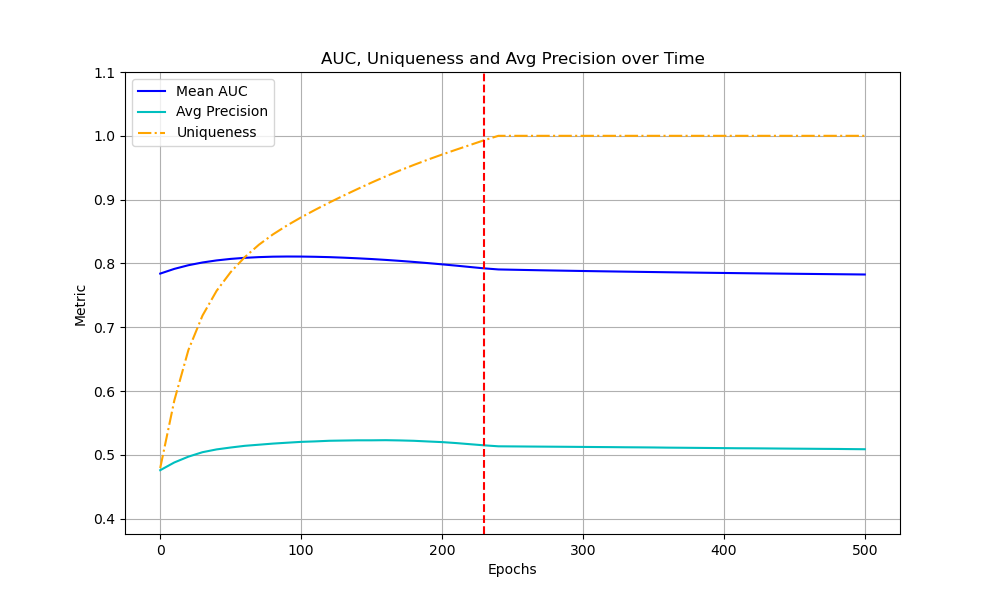 AUC, Uniqueness and Avg Precision over Time
Mean AUC
Avg Precision
Uniqueness
Metric
1.1
1.0
0.9
0.8
0.7
0.6
0.5
0.4
0 100 200 300 400 500
Epochs